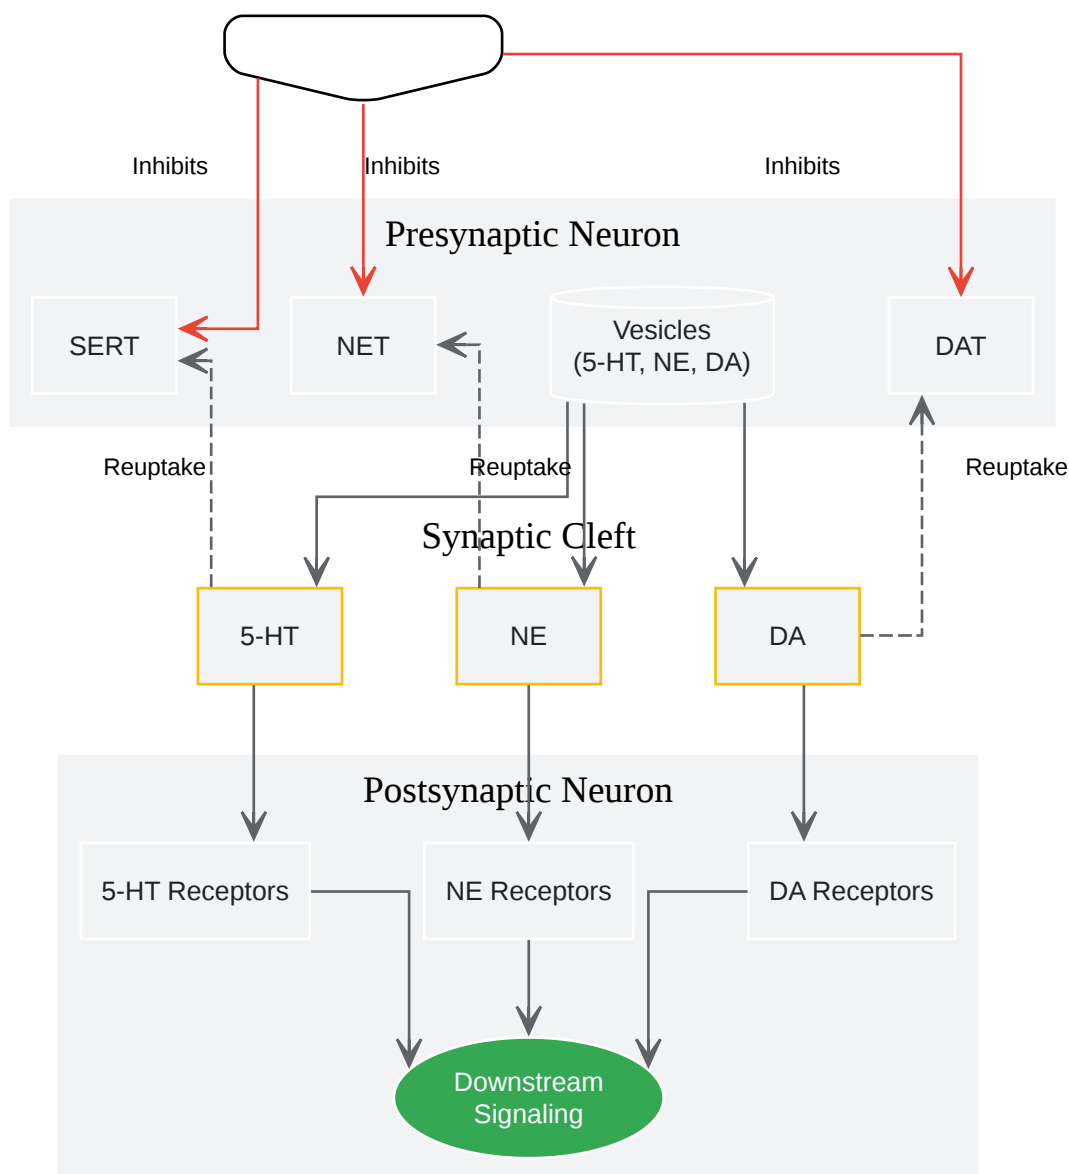 Inhibits
Inhibits
Inhibits
Presynaptic Neuron
SERT
NET
Vesicles
(5-HT, NE, DA)
DAT
Reuptake
Reuptake
Reuptake
Synaptic Cleft
5-HT
NE
DA
Postsynaptic Neuron
5-HT Receptors
NE Receptors
DA Receptors
Downstream
Signaling